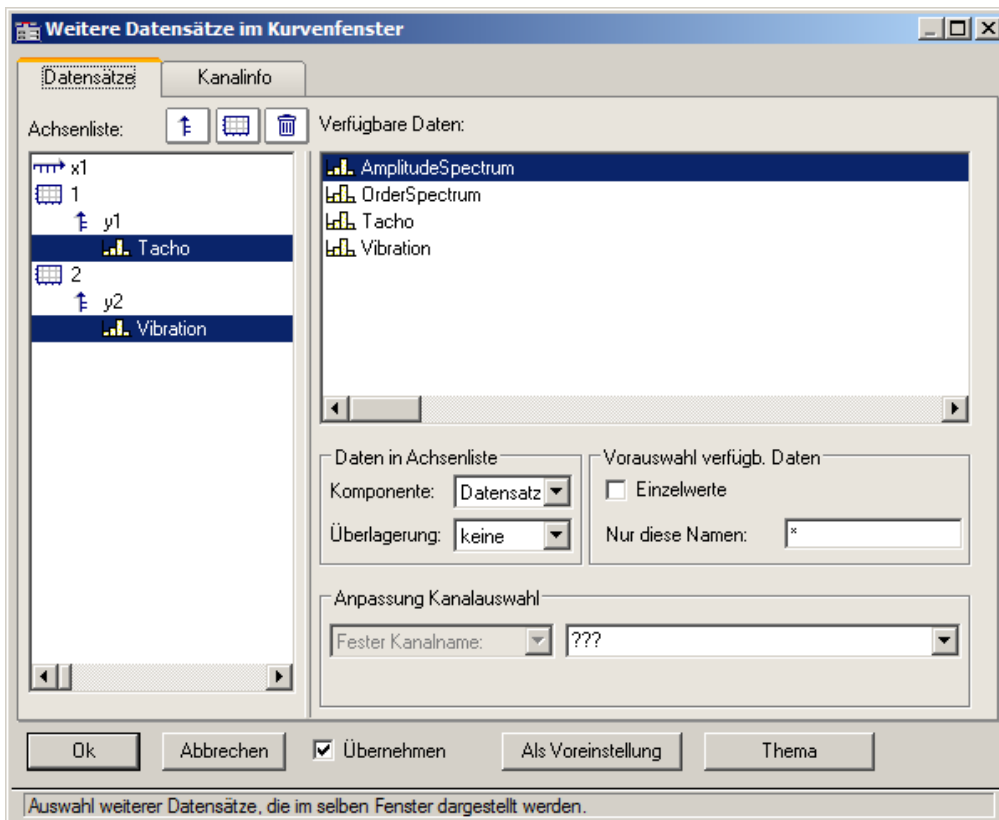 Weitere Datensätze im Kurvenfenster
Datensätze
Kanalinfo
Achsenliste:
x1
1
y1
Tacho
2
y2
Vibration
Verfügbare Daten:
AmplitudeSpectrum
OrderSpectrum
Tacho
Vibration
Daten in Achsenliste
Komponente: Datensatz
Überlagerung: keine
Vorauswahl verfügb. Daten
Einzelwerte
Nur diese Namen: *
Anpassung Kanalauswahl
Fester Kanalname: ???
Ok Abbrechen Übernehmen Als Voreinstellung Thema
Auswahl weiterer Datensätze, die im selben Fenster dargestellt werden.